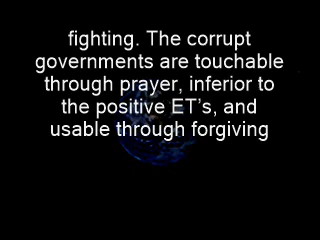 fighting. The corrupt
governments are touchable
through prayer, inferior to
the positive ET’s, and
usable through forgiving